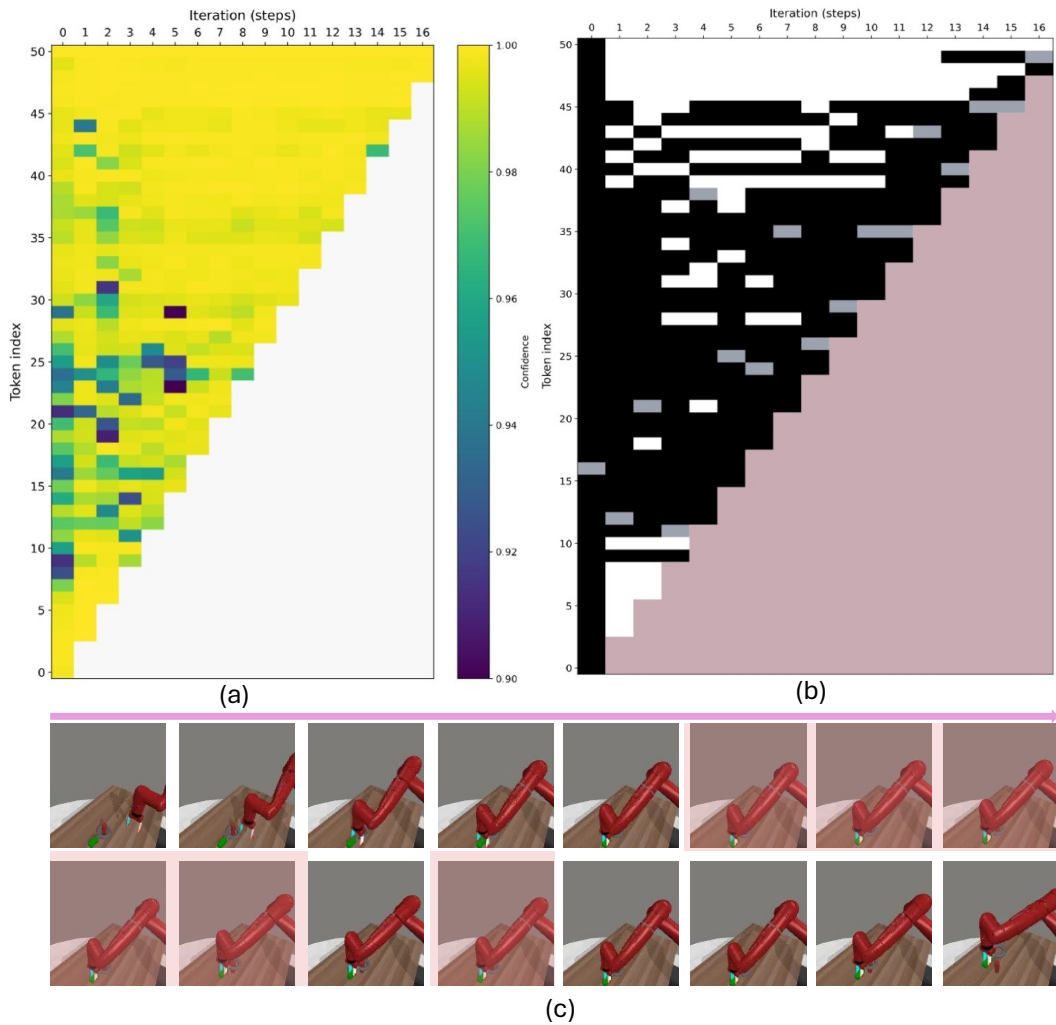 Iteration (steps)
0 1 2 3 4 5 6 7 8 9 10 11 12 13 14 15 16
50
45
40
35
30
25
20
15
10
5
0
Token index
1.00
0.98
0.96
0.94
0.92
0.90
Confidence
(a)
Iteration (steps)
0 1 2 3 4 5 6 7 8 9 10 11 12 13 14 15 16
50
45
40
35
30
25
20
15
10
5
0
Token index
(b)
(c)